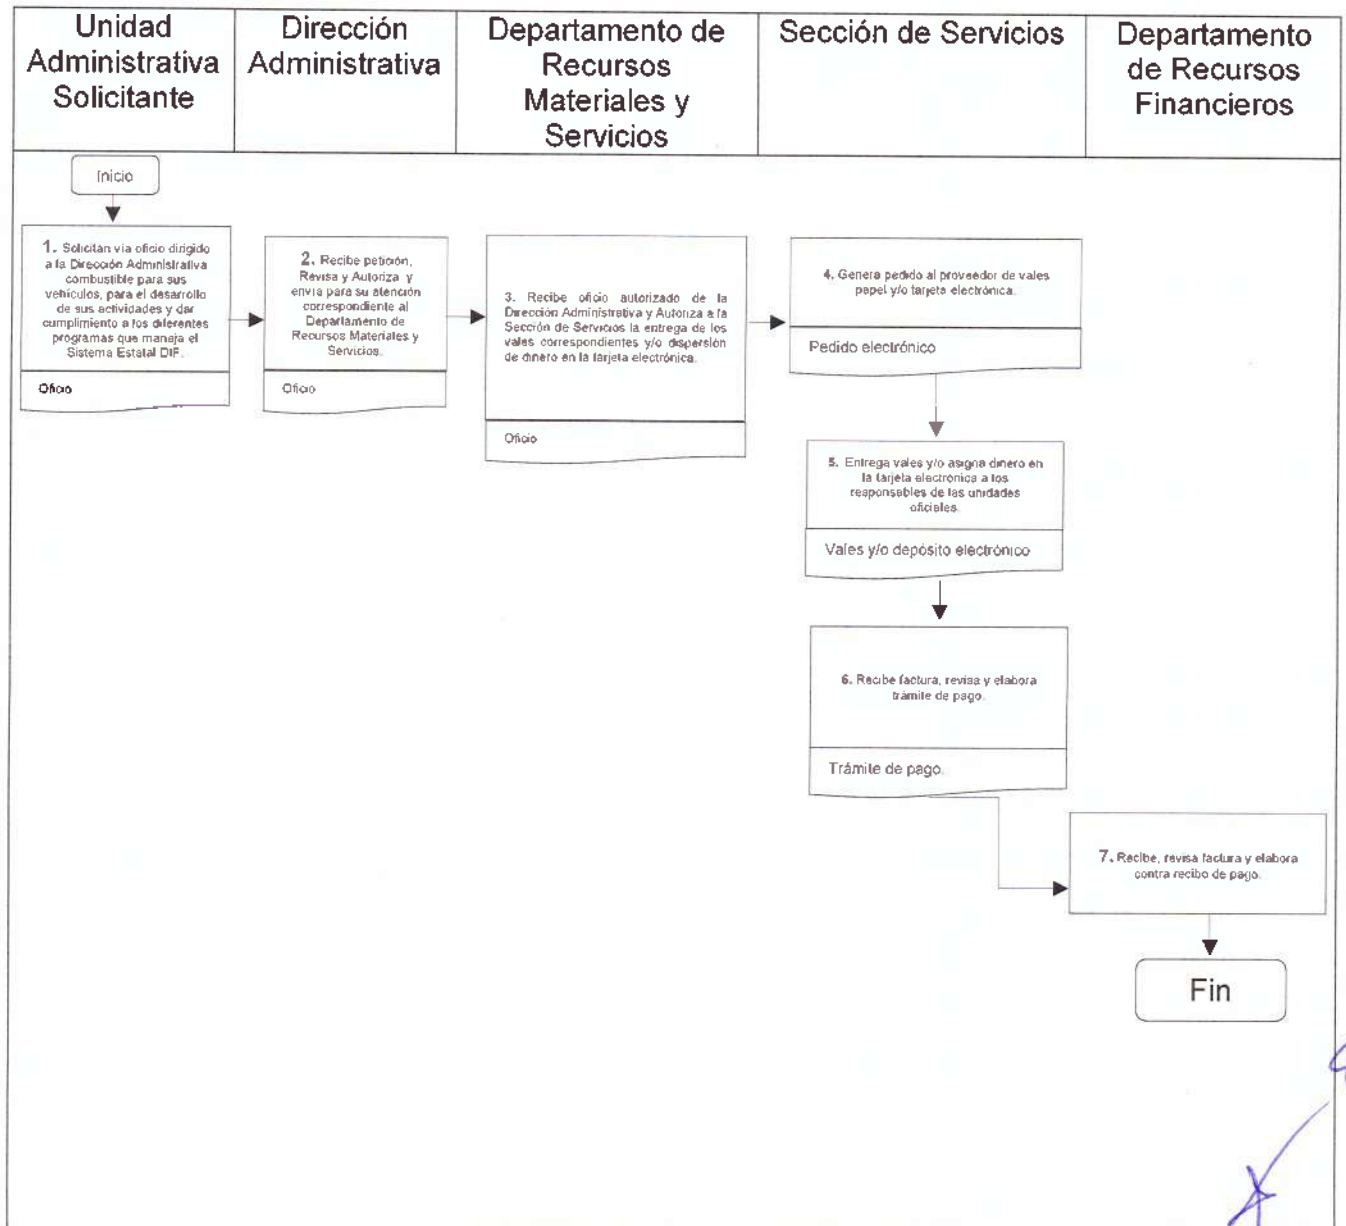 Unidad
Administrativa
Solicitante
Dirección
Administrativa
Departamento de
Recursos
Materiales y
Servicios
Sección de Servicios
Departamento
de Recursos
Financieros
Inicio
1. Solicitan vía oficio dirigido
a la Dirección Administrativa
combustible para sus
vehículos, para el desarrollo
de sus actividades y dar
cumplimiento a los diferentes
programas que maneja el
Sistema Estatal DIF.
Oficio
2. Recibe petición,
Revisa y Autoriza y
envía para su atención
correspondiente al
Departamento de
Recursos Materiales y
Servicios.
Oficio
3. Recibe oficio autorizado de la
Dirección Administrativa y Autoriza a la
Sección de Servicios la entrega de los
vales correspondientes y/o dispersión
de dinero en la tarjeta electrónica.
Oficio
4. Genera pedido al proveedor de vales
papel y/o tarjeta electrónica.
Pedido electrónico
5. Entrega vales y/o asigna dinero en
la tarjeta electrónica a los
responsables de las unidades
oficiales.
Vales y/o depósito electrónico
6. Recibe factura, revisa y elabora
trámite de pago.
Trámite de pago.
7. Recibe, revisa factura y elabora
contra recibo de pago.
Fin